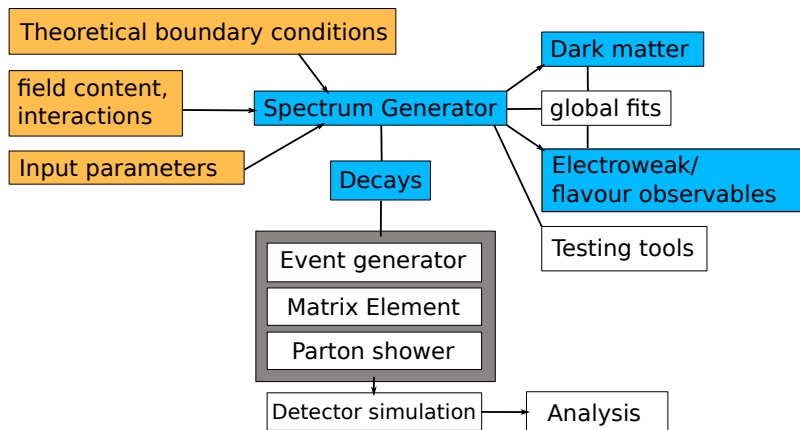 Theoretical boundary conditions
field content,
interactions
Input parameters
Spectrum Generator
Dark matter
global fits
Electroweak/
flavour observables
Testing tools
Decays
Event generator
Matrix Element
Parton shower
Detector simulation
Analysis